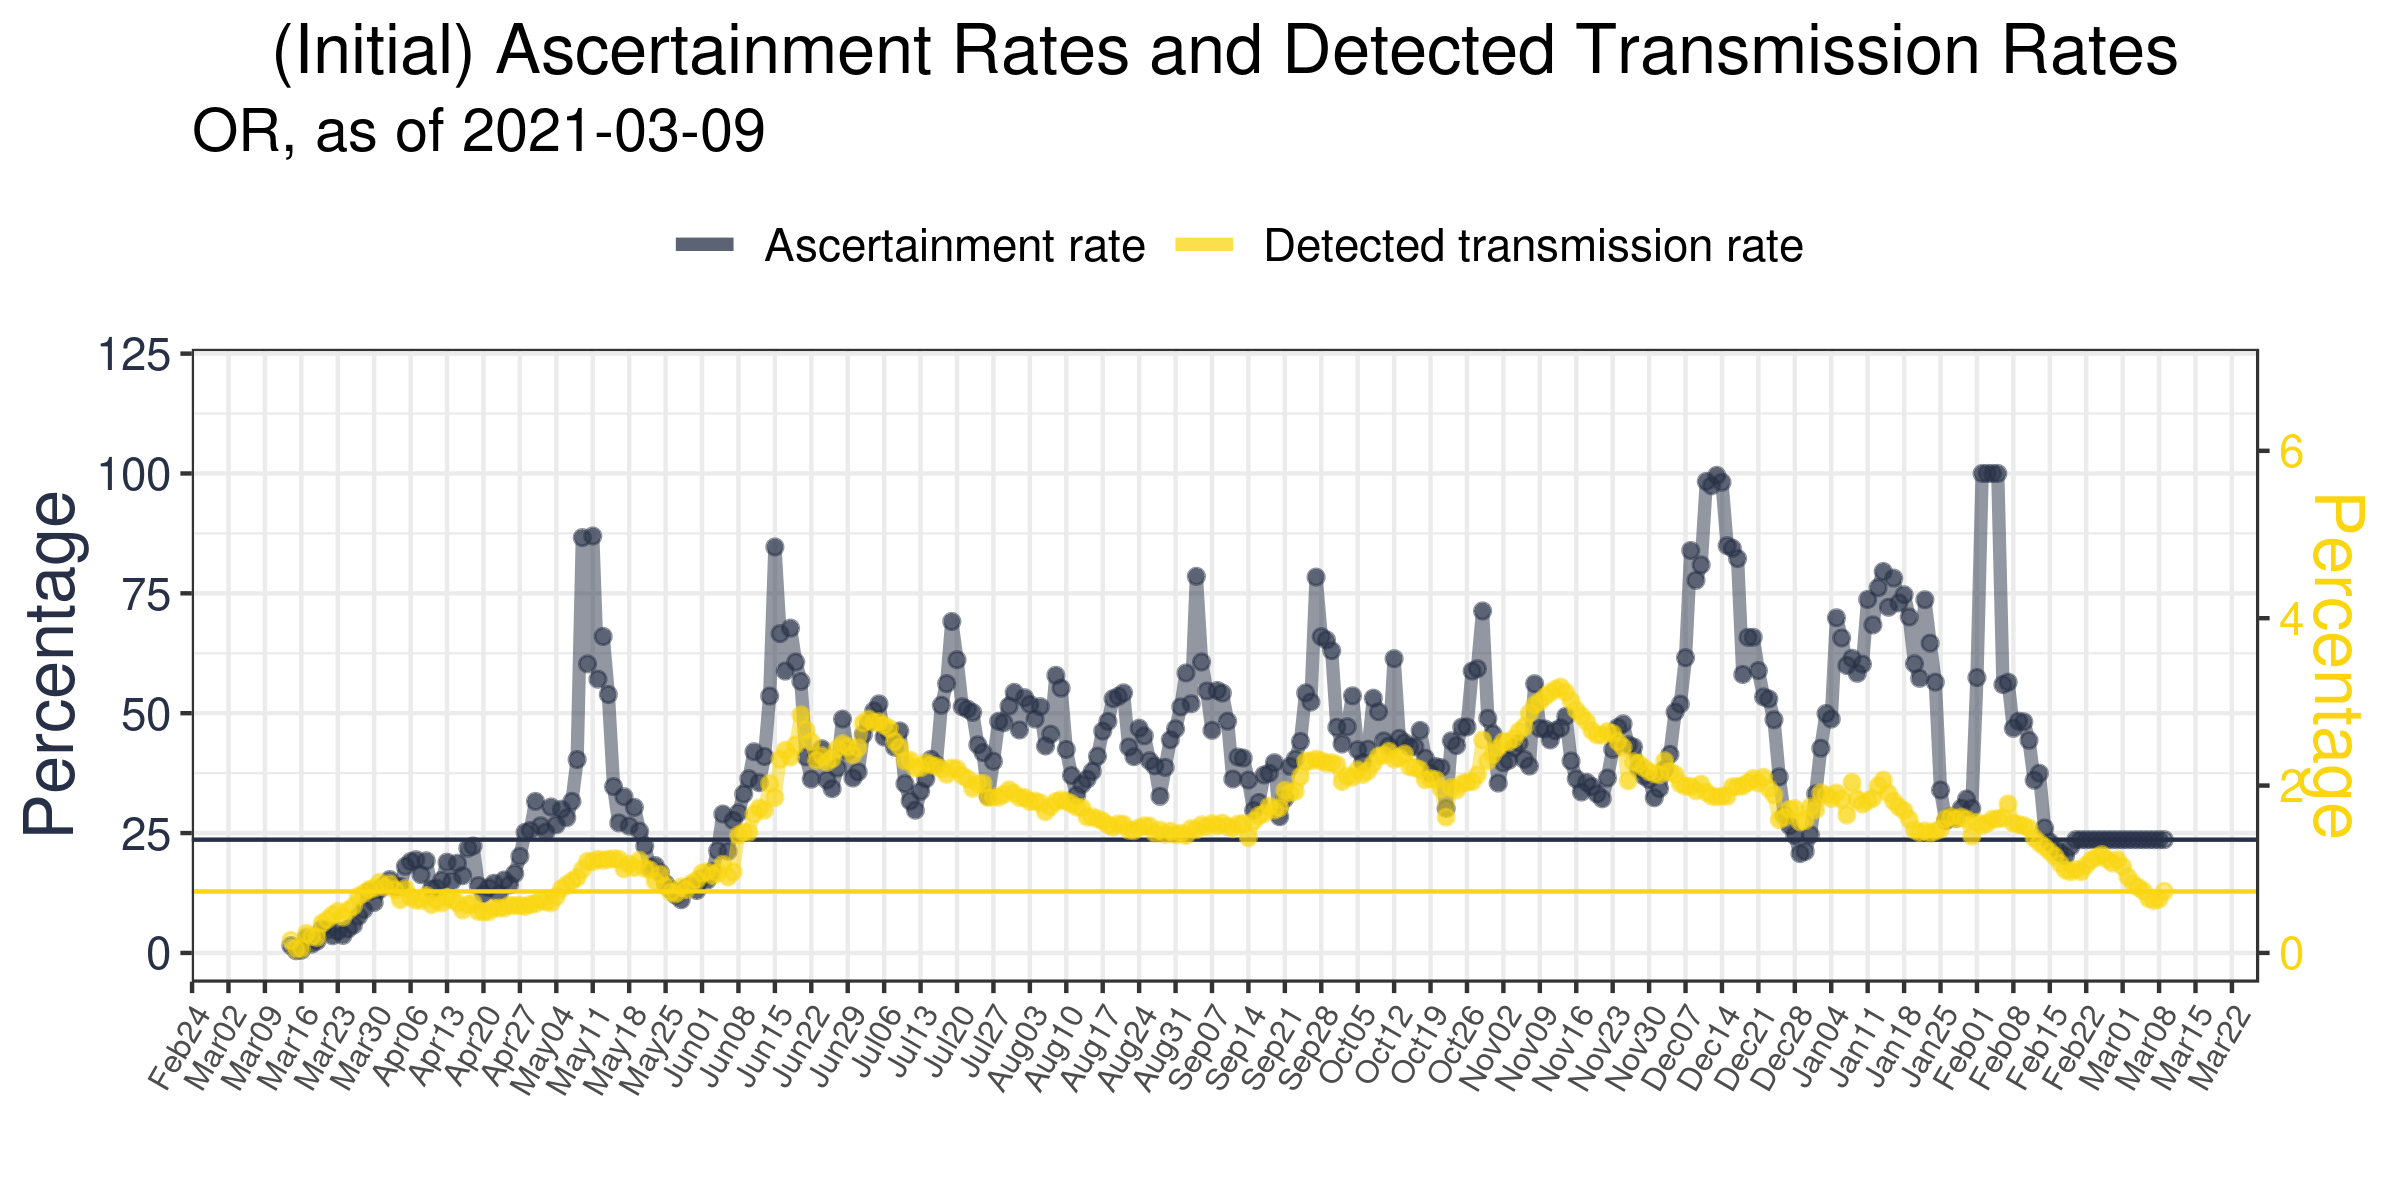 (Initial) Ascertainment Rates and Detected Transmission Rates
OR, as of 2021-03-09
Ascertainment rate
Detected transmission rate
125
100
75
50
25
0
Percentage
6
4
2
0
Percentage
Feb24
Mar02
Mar09
Mar16
Mar23
Mar30
Apr06
Apr13
Apr20
Apr27
May04
May11
May18
May25
Jun01
Jun08
Jun15
Jun22
Jun29
Jul06
Jul13
Jul20
Jul27
Aug03
Aug10
Aug17
Aug24
Aug31
Sep07
Sep14
Sep21
Sep28
Oct05
Oct12
Oct19
Oct26
Nov02
Nov09
Nov16
Nov23
Nov30
Dec07
Dec14
Dec21
Dec28
Jan04
Jan11
Jan18
Jan25
Feb01
Feb08
Feb15
Feb22
Mar01
Mar08
Mar15
Mar22